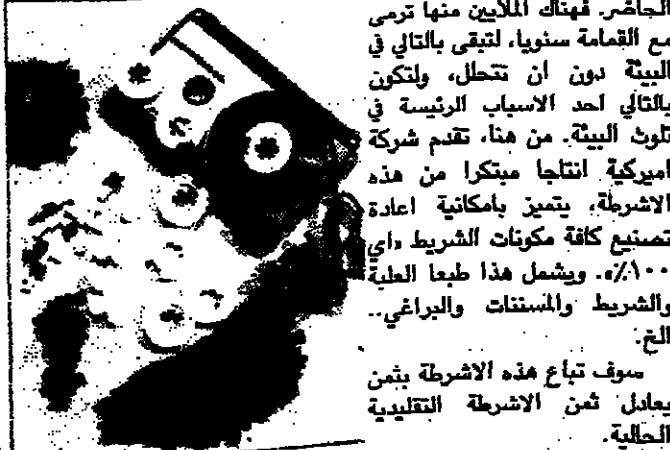 الحاضر. فهناك الملايين منها ترمى
مع القمامة سنويا، لتبقى بالتالي في
البيئة دون ان تتحلل، ولتكون
بالتالي احد الاسباب الرئيسة في
تلوث البيئة. من هنا، تقدم شركة
اميركية انتاجا مبتكرا من هذه
الاشرطة، يتميز بامكانية اعادة
تصنيع كافة مكونات الشريط «اي
١٠٠٪». ويشمل هذا طبعا العلبة
والشريط والمسننات والبراغي..
الخ.
سوف تباع هذه الاشرطة بثمن
يعادل ثمن الاشرطة التقليدية
الحالية.